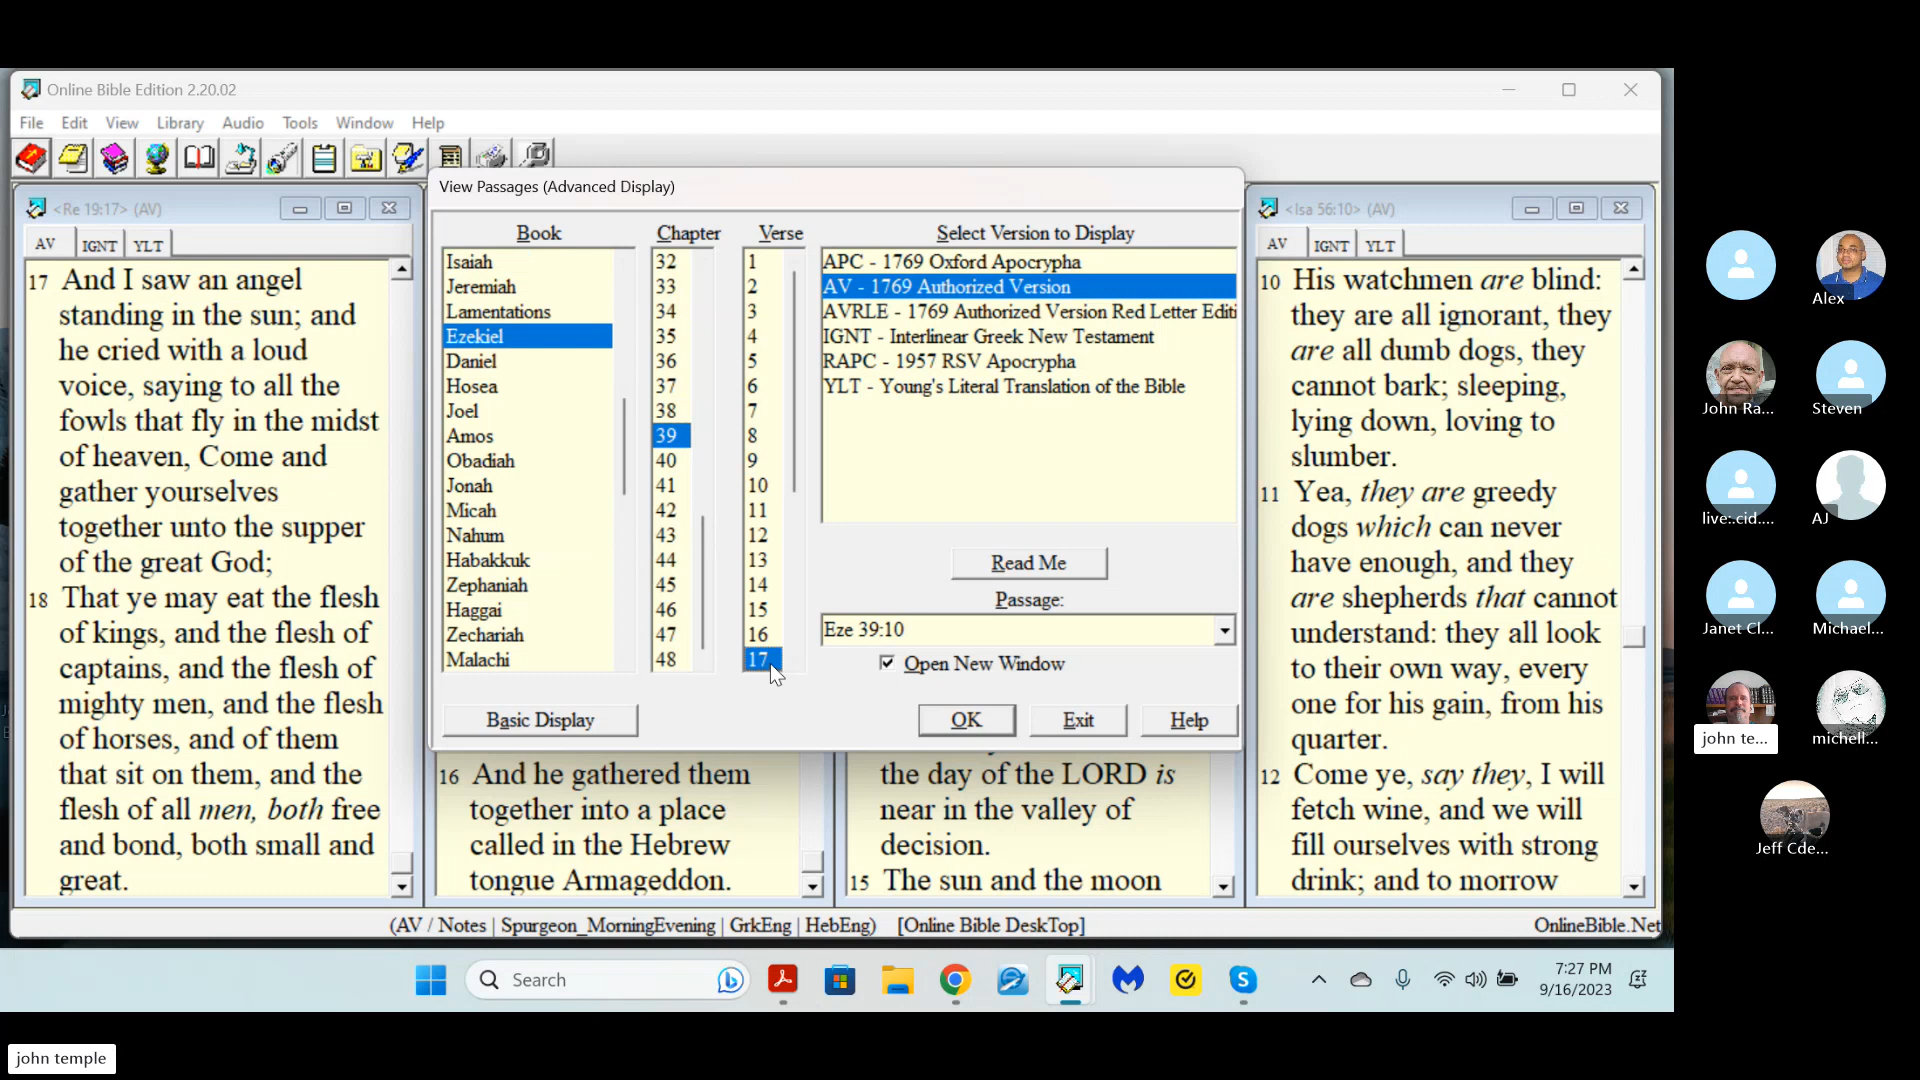 Online Bible Edition 2.20.02
File Edit View Library Audio Tools Window Help
<Re 19:17> (AV)
AV IGNT YLT
17 And I saw an angel
standing in the sun; and
he cried with a loud
voice, saying to all the
fowls that fly in the midst
of heaven, Come and
gather yourselves
together unto the supper
of the great God;
18 That ye may eat the flesh
of kings, and the flesh of
captains, and the flesh of
mighty men, and the flesh
of horses, and of them
that sit on them, and the
flesh of all men, both free
and bond, both small and
great.
View Passages (Advanced Display)
Book
Isaiah
Jeremiah
Lamentations
Ezekiel
Daniel
Hosea
Joel
Amos
Obadiah
Jonah
Micah
Nahum
Habakkuk
Zephaniah
Haggai
Zechariah
Malachi
Chapter
32
33
34
35
36
37
38
39
40
41
42
43
44
45
46
47
48
Verse
1
2
3
4
5
6
7
8
9
10
11
12
13
14
15
16
17
Select Version to Display
APC - 1769 Oxford Apocrypha
AV - 1769 Authorized Version
AVRLE - 1769 Authorized Version Red Letter Editi
IGNT - Interlinear Greek New Testament
RAPC - 1957 RSV Apocrypha
YLT - Young's Literal Translation of the Bible
Read Me
Passage:
Eze 39:10
Open New Window
Basic Display OK Exit Help
16 And he gathered them
together into a place
called in the Hebrew
tongue Armageddon.
the day of the LORD is
near in the valley of
decision.
15 The sun and the moon
<Isa 56:10> (AV)
AV IGNT YLT
10 His watchmen are blind:
they are all ignorant, they
are all dumb dogs, they
cannot bark; sleeping,
lying down, loving to
slumber.
11 Yea, they are greedy
dogs which can never
have enough, and they
are shepherds that cannot
understand: they all look
to their own way, every
one for his gain, from his
quarter.
12 Come ye, say they, I will
fetch wine, and we will
fill ourselves with strong
drink; and to morrow
(AV / Notes | Spurgeon_MorningEvening | GrkEng | HebEng) [Online Bible DeskTop]
OnlineBible.Net
Search
7:27 PM
9/16/2023
Alex
John Ra...
Steven
live:.cid....
AJ
Janet Cl...
Michael...
john te...
michell...
Jeff Cde...
john temple